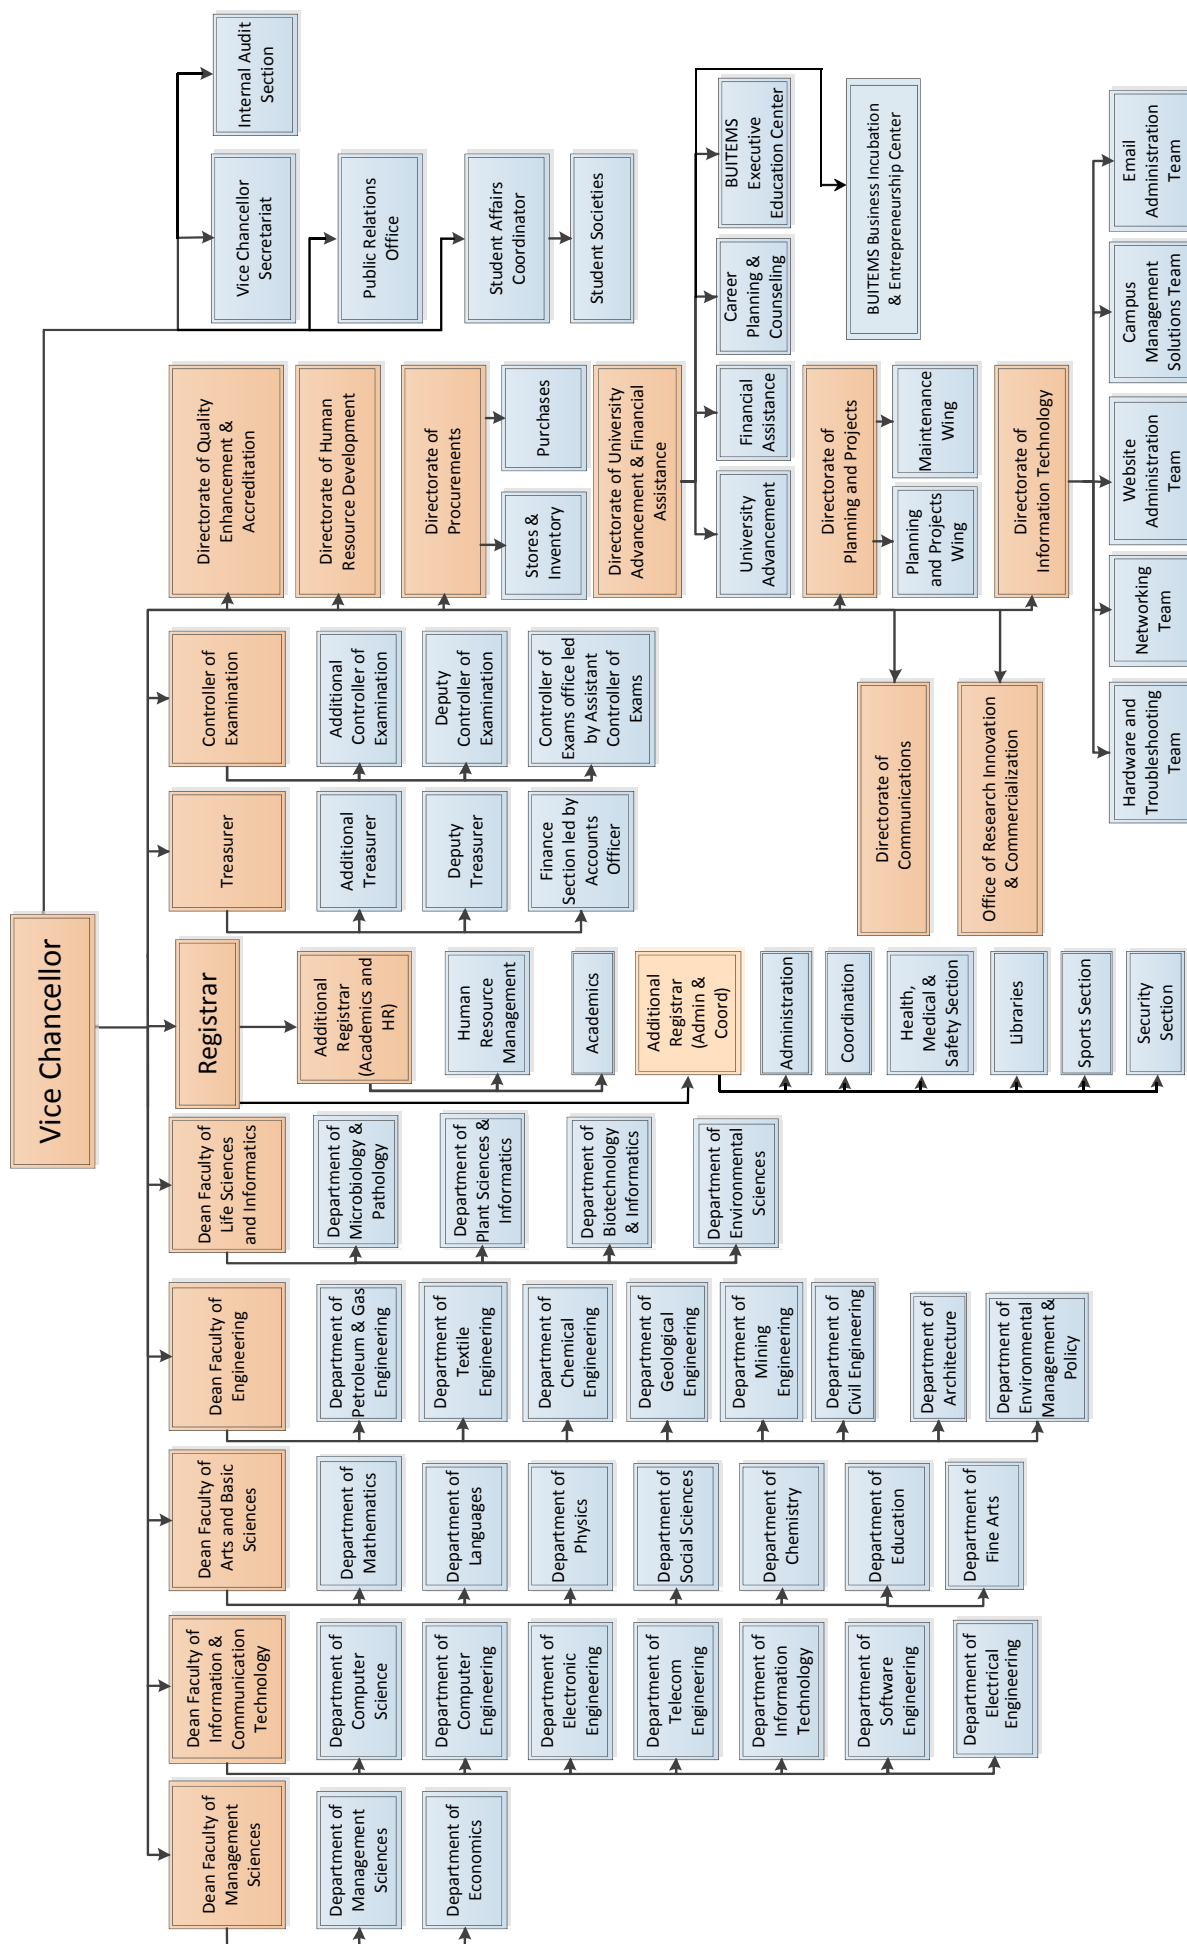 Vice Chancellor
Dean Faculty of
Management
Sciences
Department of
Management
Sciences
Department of
Economics
Dean Faculty of
Information &
Communication
Technology
Department of
Computer
Science
Department of
Computer
Engineering
Department of
Electronic
Engineering
Department of
Telecom
Engineering
Department of
Information
Technology
Department of
Software
Engineering
Department of
Electrical
Engineering
Dean Faculty of
Arts and Basic
Sciences
Department of
Mathematics
Department of
Languages
Department of
Physics
Department of
Social Sciences
Department of
Chemistry
Department of
Education
Department of
Fine Arts
Dean Faculty of
Engineering
Department of
Petroleum & Gas
Engineering
Department of
Textile
Engineering
Department of
Chemical
Engineering
Department of
Geological
Engineering
Department of
Mining
Engineering
Department of
Civil Engineering
Department of
Architecture
Department of
Environmental
Management &
Policy
Dean Faculty of
Life Sciences
and Informatics
Department of
Microbiology &
Pathology
Department of
Plant Sciences &
Informatics
Department of
Biotechnology
& Informatics
Department of
Environmental
Sciences
Registrar
Additional
Registrar
(Academics and
HR)
Human
Resource
Management
Academics
Additional
Registrar
(Admin &
Coord)
Administration
Coordination
Health,
Medical &
Safety Section
Libraries
Sports Section
Security
Section
Treasurer
Additional
Treasurer
Deputy
Treasurer
Finance
Section led by
Accounts
Officer
Controller of
Examination
Additional
Controller of
Examination
Deputy
Controller of
Examination
Controller of
Exams office led
by Assistant
Controller of
Exams
Directorate of
Communications
Office of Research Innovation
& Commercialization
Directorate of Quality
Enhancement &
Accreditation
Directorate of Human
Resource Development
Directorate of
Procurements
Stores &
Inventory
Purchases
Directorate of University
Advancement & Financial
Assistance
University
Advancement
Financial
Assistance
Career
Planning &
Counseling
BUITEMS
Executive
Education Center
BUITEMS Business Incubation
& Entrepreneurship Center
Directorate of
Planning and Projects
Planning
and Projects
Wing
Maintenance
Wing
Directorate of
Information Technology
Hardware and
Troubleshooting
Team
Networking
Team
Website
Administration
Team
Campus
Management
Solutions Team
Email
Administration
Team
Vice Chancellor
Secretariat
Internal Audit
Section
Public Relations
Office
Student Affairs
Coordinator
Student Societies